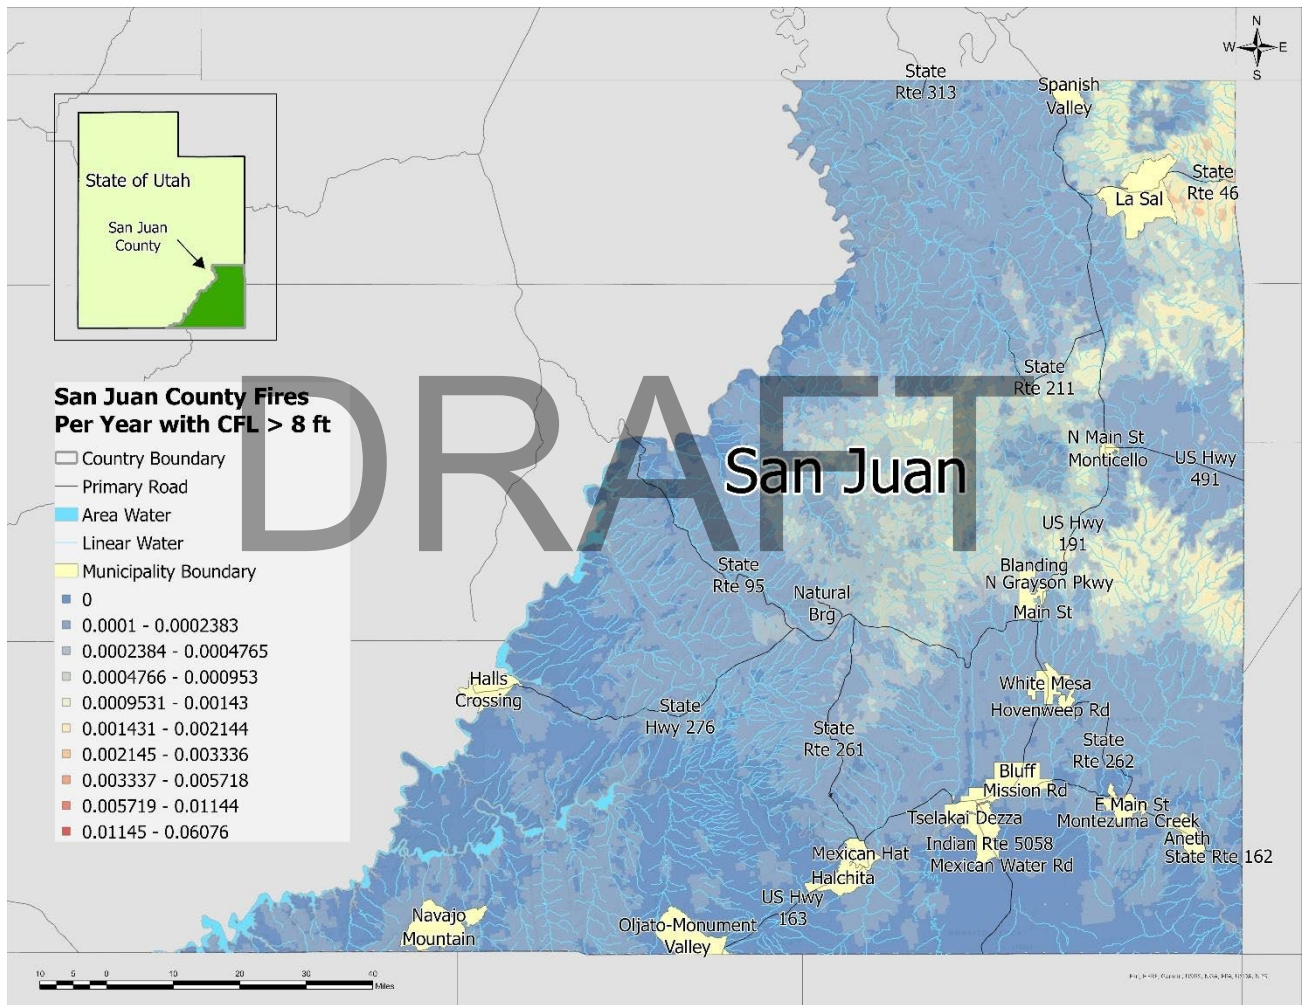 N
W E
S
State
Rte 313
Spanish
Valley
State of Utah
San Juan
County
State
Rte 46
La Sal
State
Rte 211
San Juan County Fires
Per Year with CFL > 8 ft
Country Boundary
Primary Road
Area Water
Linear Water
Municipality Boundary
0
0.0001 - 0.0002383
0.0002384 - 0.0004765
0.0004766 - 0.000953
0.0009531 - 0.00143
0.001431 - 0.002144
0.002145 - 0.003336
0.003337 - 0.005718
0.005719 - 0.01144
0.01145 - 0.06076
DRAFT
San Juan
N Main St
Monticello
US Hwy
491
US Hwy
191
State
Rte 95
Natural
Brg
Blanding
N Grayson Pkwy
Main St
Halls
Crossing
State
Hwy 276
State
Rte 261
White Mesa
Hovenweep Rd
State
Rte 262
Bluff
Mission Rd
Tselakai Dezza
E Main St
Montezuma Creek
Aneth
State Rte 162
Indian Rte 5058
Mexican Water Rd
Mexican Hat
Halchita
US Hwy
163
Navajo
Mountain
Oljato-Monument
Valley
10 5 0 10 20 30 40
Miles